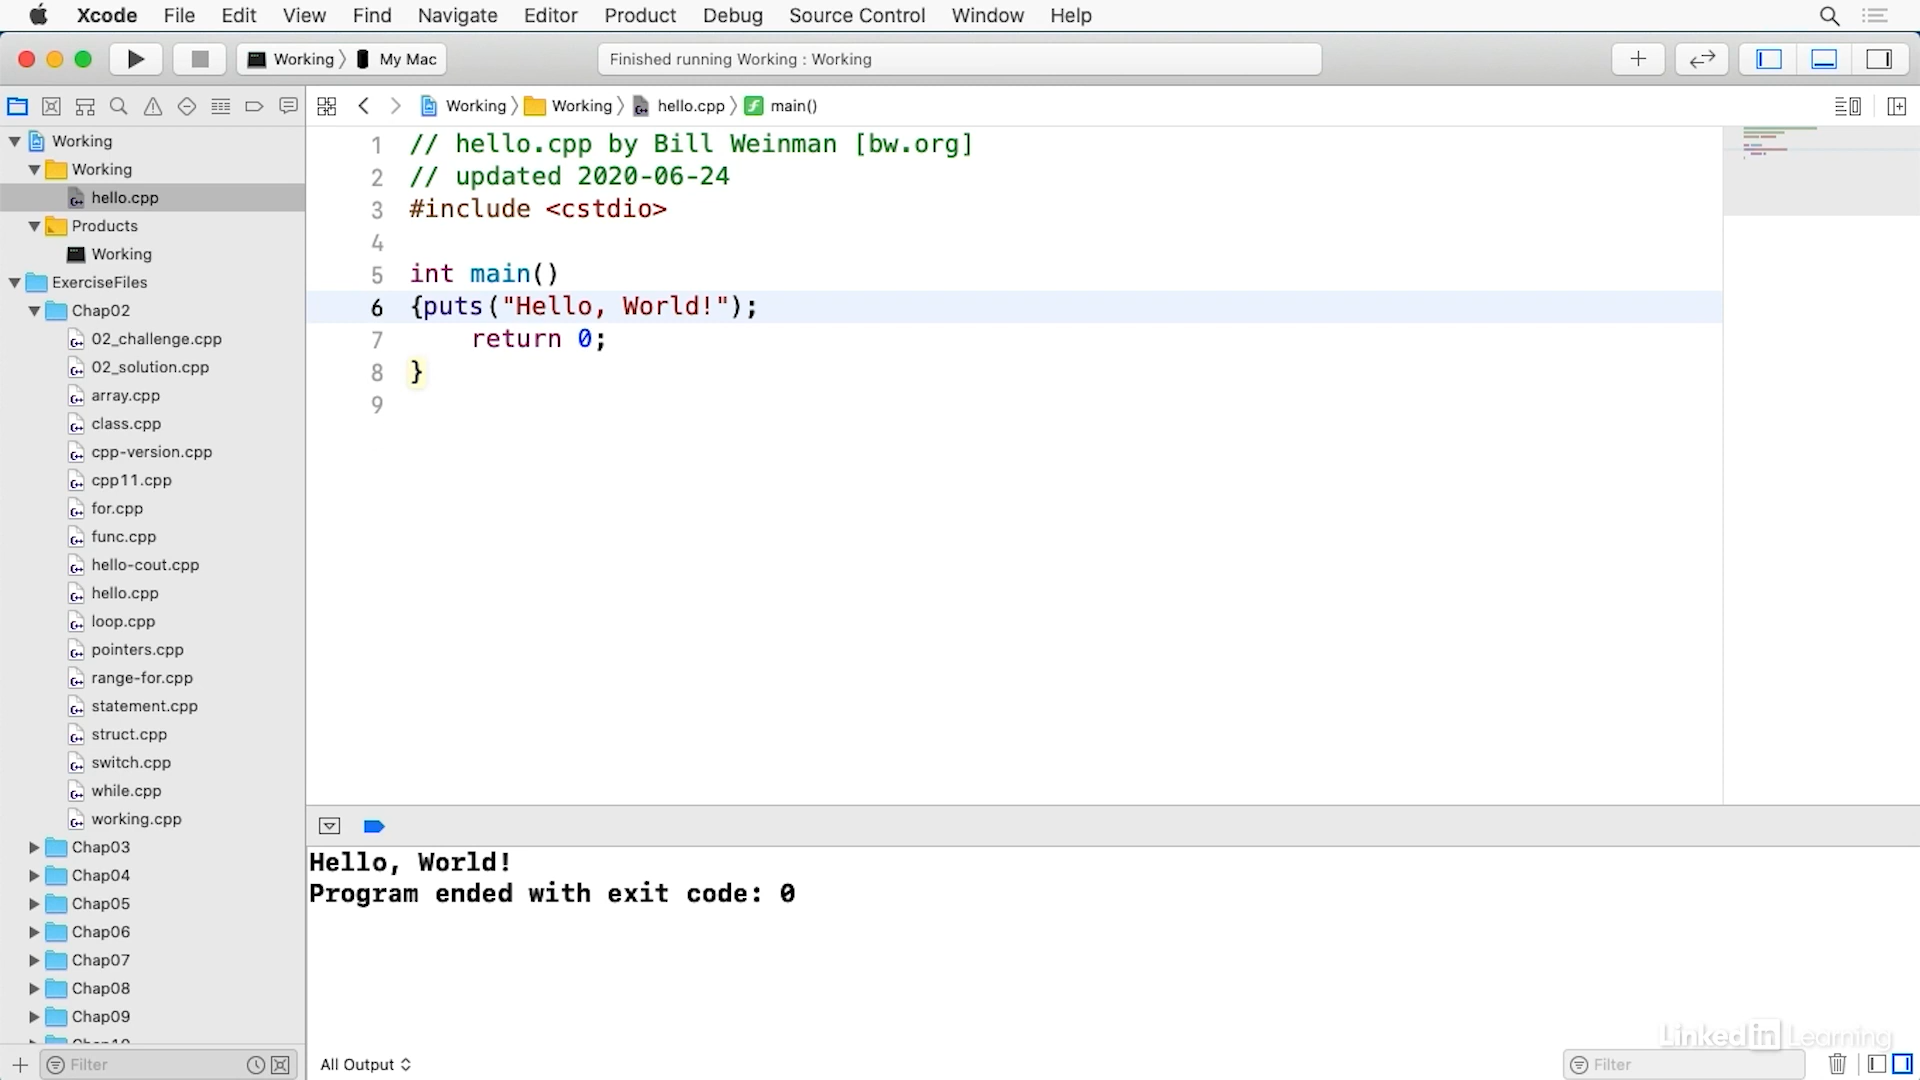 Xcode File Edit View Find Navigate Editor Product Debug Source Control Window Help
Working My Mac
Finished running Working : Working
Working Working hello.cpp main()
Working
Working
hello.cpp
Products
Working
ExerciseFiles
Chap02
02_challenge.cpp
02_solution.cpp
array.cpp
class.cpp
cpp-version.cpp
cpp11.cpp
for.cpp
func.cpp
hello-cout.cpp
hello.cpp
loop.cpp
pointers.cpp
range-for.cpp
statement.cpp
struct.cpp
switch.cpp
while.cpp
working.cpp
Chap03
Chap04
Chap05
Chap06
Chap07
Chap08
Chap09
Filter
1 // hello.cpp by Bill Weinman [bw.org]
2 // updated 2020-06-24
3 #include <cstdio>
4
5 int main()
6 {puts("Hello, World!");
7 return 0;
8 }
9
Hello, World!
Program ended with exit code: 0
All Output
Filter
Linked in Learning